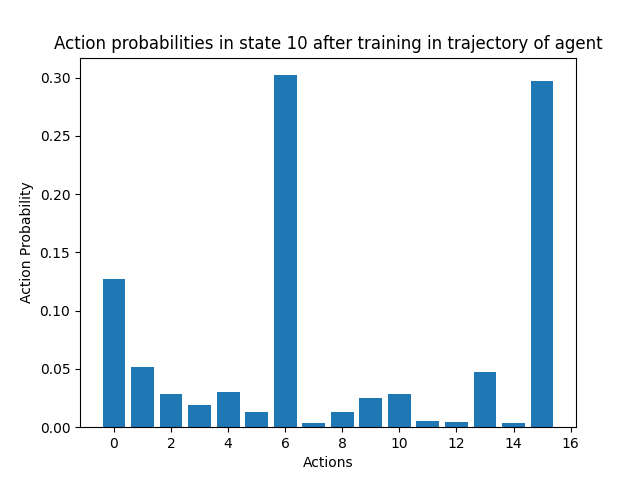 Action probabilities in state 10 after training in trajectory of agent
0.30
0.25
0.20
0.15
0.10
0.05
0.00
Action Probability
0 2 4 6 8 10 12 14 16
Actions